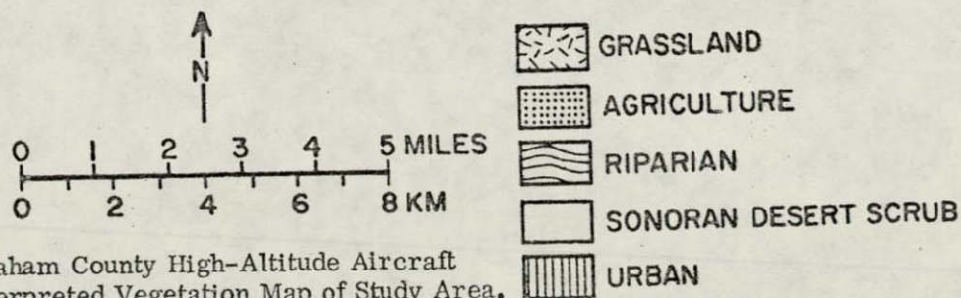 N
0 1 2 3 4 5 MILES
0 2 4 6 8 KM
GRASSLAND
AGRICULTURE
RIPARIAN
SONORAN DESERT SCRUB
URBAN
aham County High-Altitude Aircraft
erpreted Vegetation Map of Study Area.